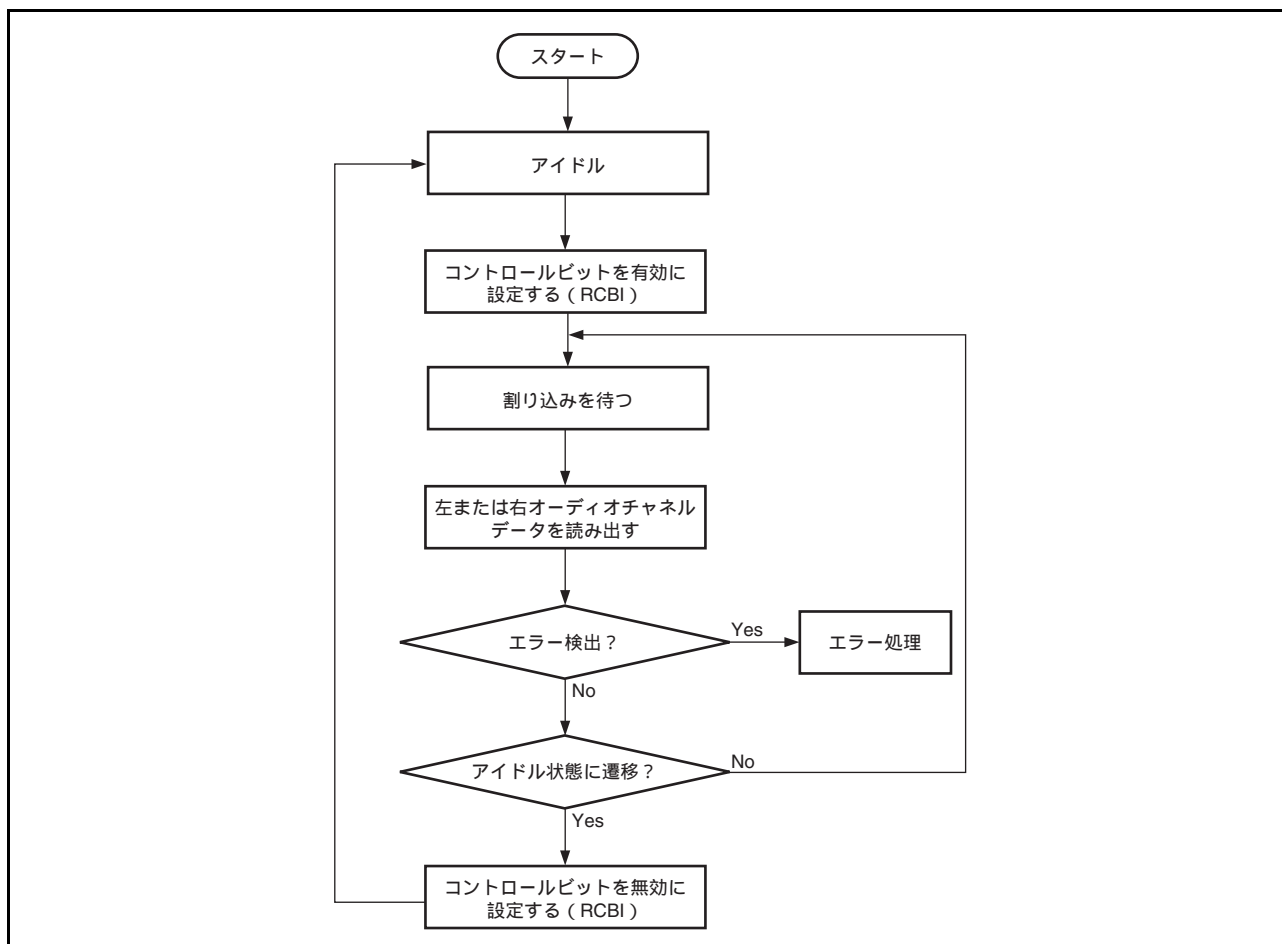 スタート
アイドル
コントロールビットを有効に
設定する(RCBI)
割り込みを待つ
左または右オーディオチャネル
データを読み出す
エラー検出?
Yes
エラー処理
No
アイドル状態に遷移?
No
Yes
コントロールビットを無効に
設定する(RCBI)